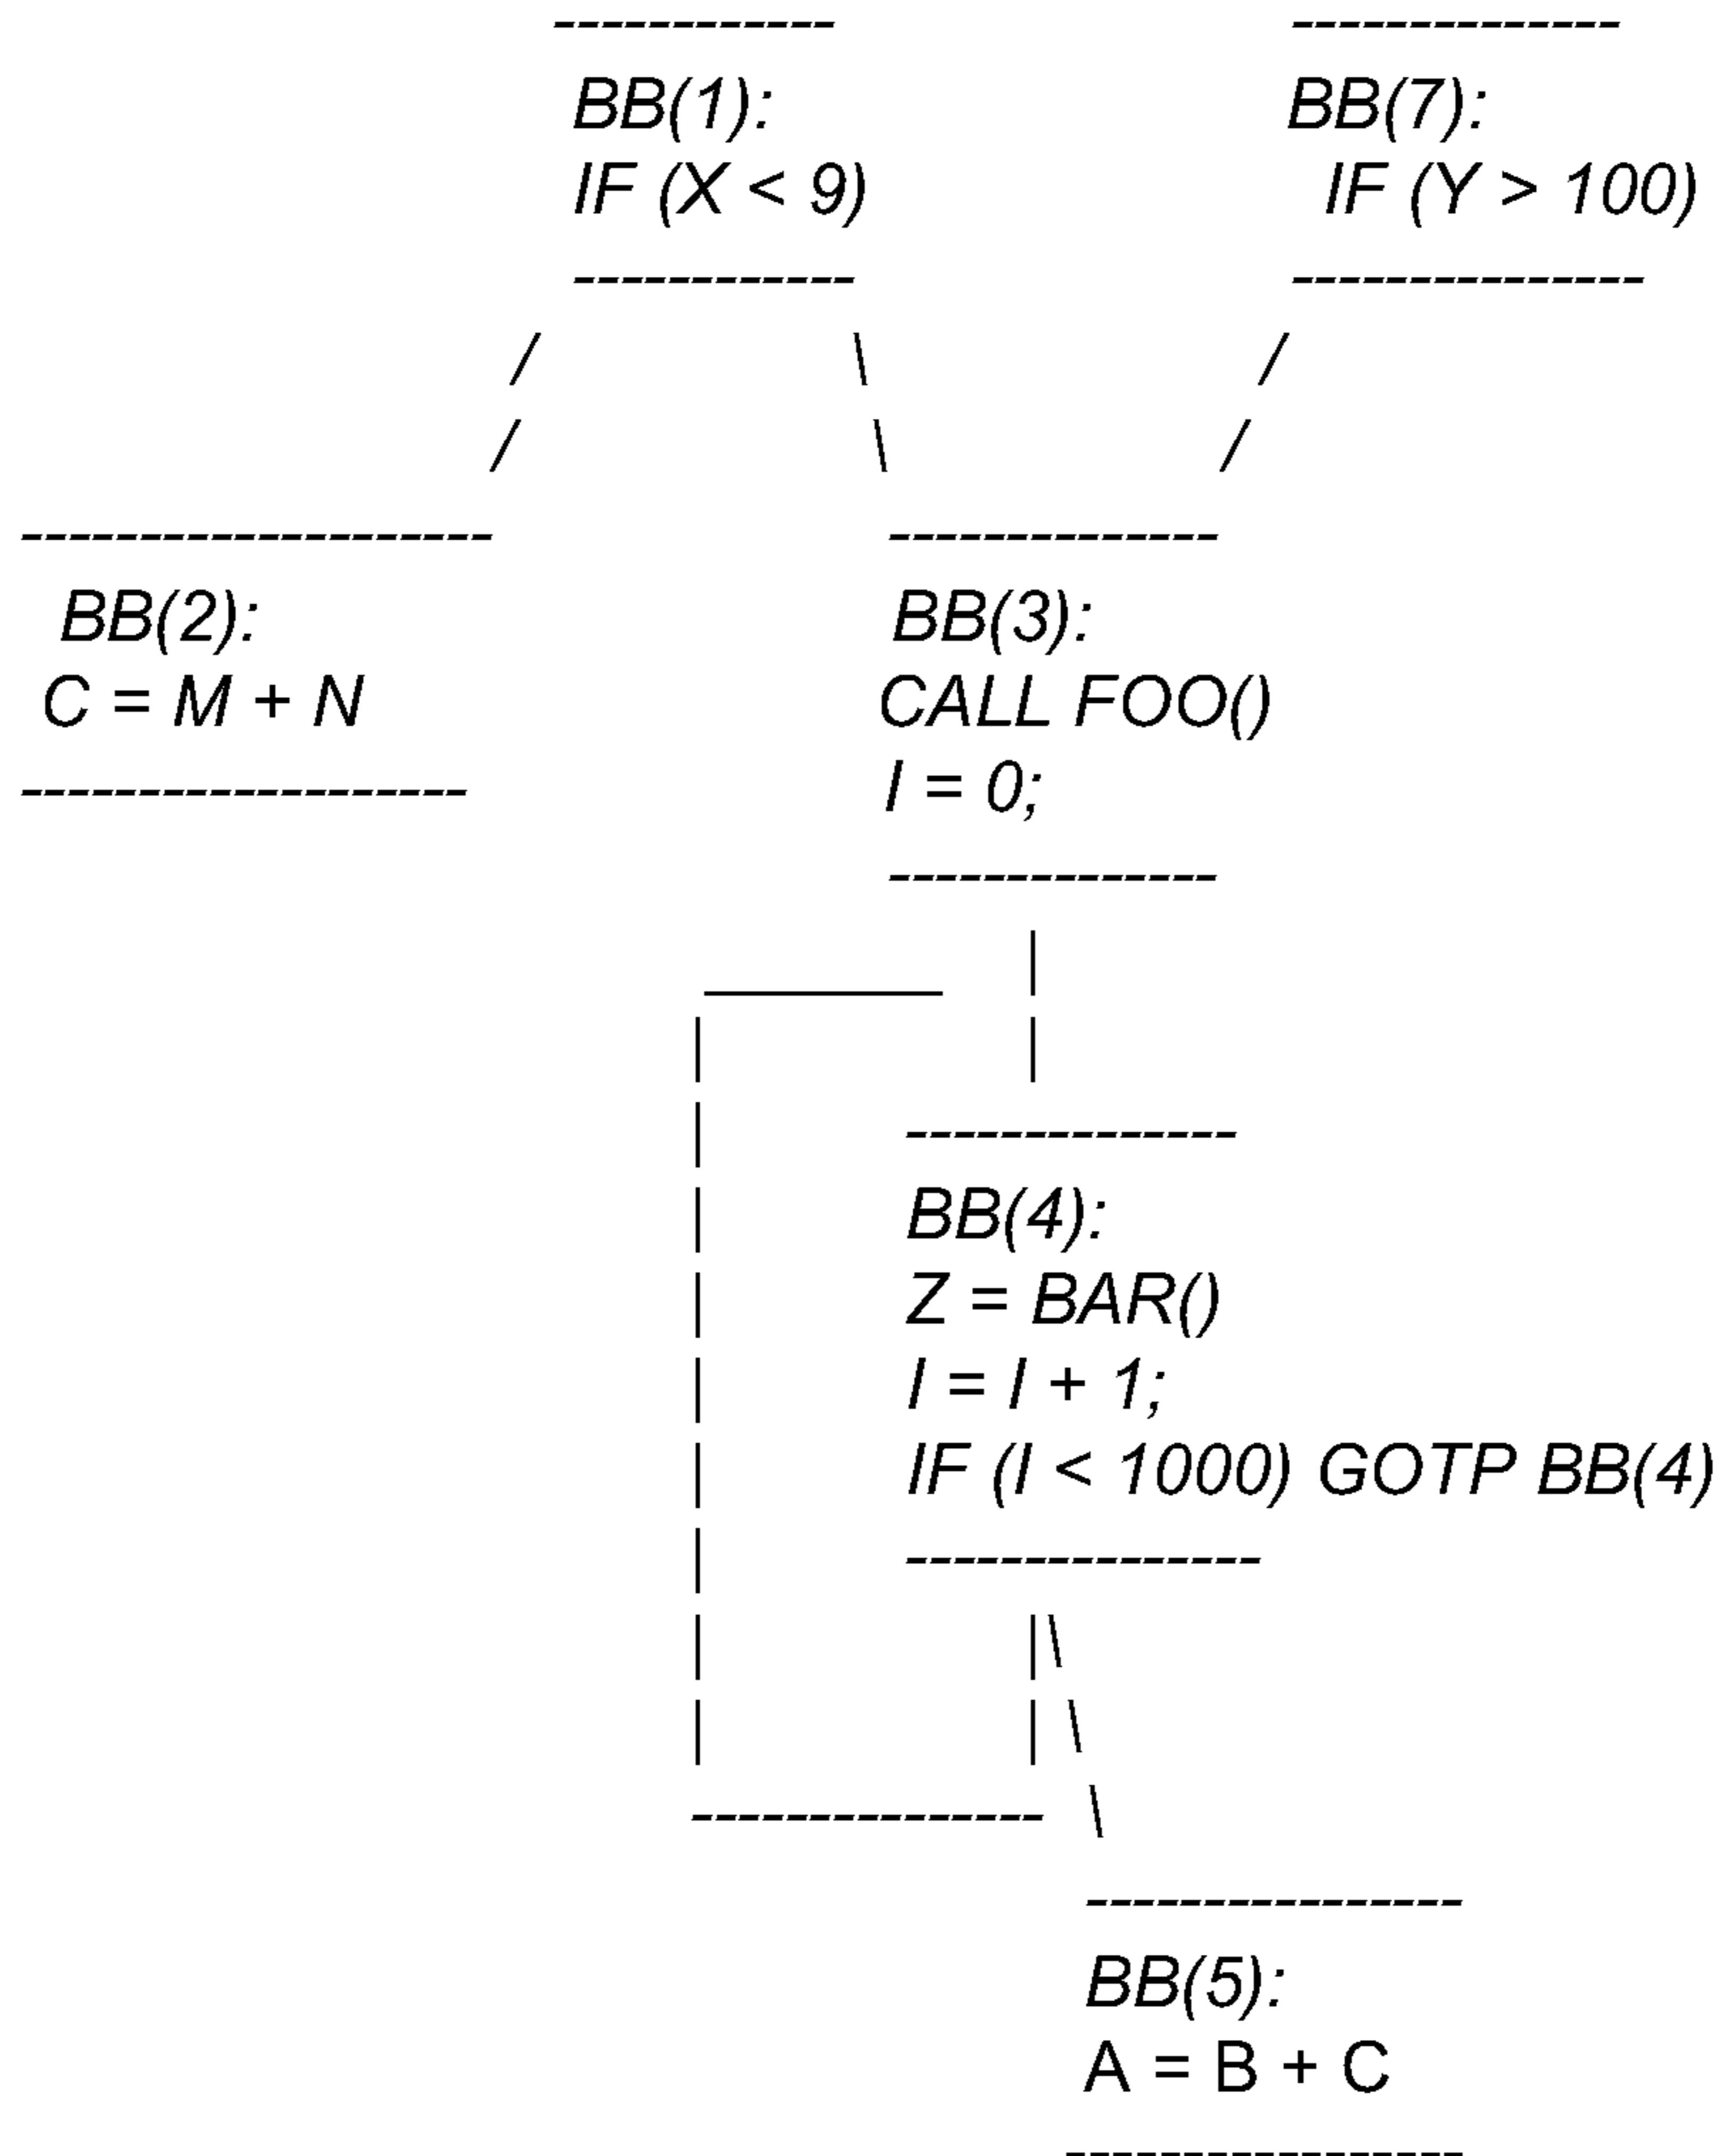 BB(1):
IF (X < 9)
BB(7):
IF (Y > 100)
BB(2):
C = M + N
BB(3):
CALL FOO()
I = 0;
BB(4):
Z = BAR()
I = I + 1;
IF (I < 1000) GOTP BB(4)
BB(5):
A = B + C